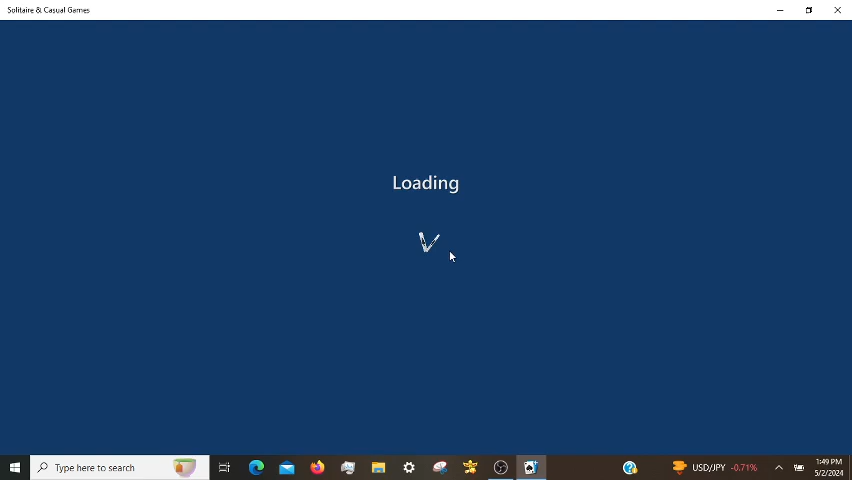 Solitaire & Casual Games
Loading
Type here to search
USD/JPY -0.71%
1:49 PM
5/2/2024